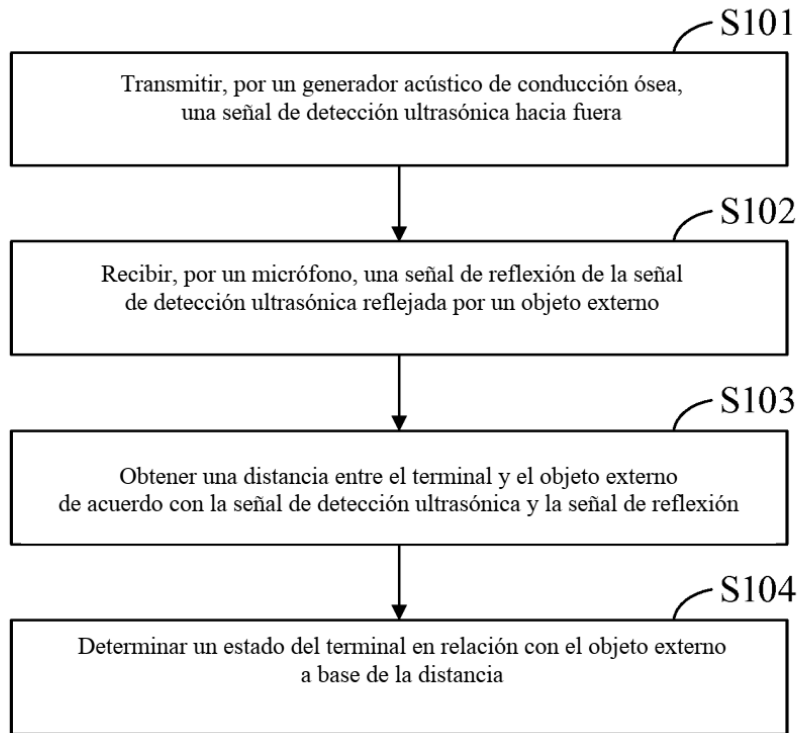 S101
Transmitir, por un generador acústico de conducción ósea,
una señal de detección ultrasónica hacia fuera
S102
Recibir, por un micrófono, una señal de reflexión de la señal
de detección ultrasónica reflejada por un objeto externo
S103
Obtener una distancia entre el terminal y el objeto externo
de acuerdo con la señal de detección ultrasónica y la señal de reflexión
S104
Determinar un estado del terminal en relación con el objeto externo
a base de la distancia